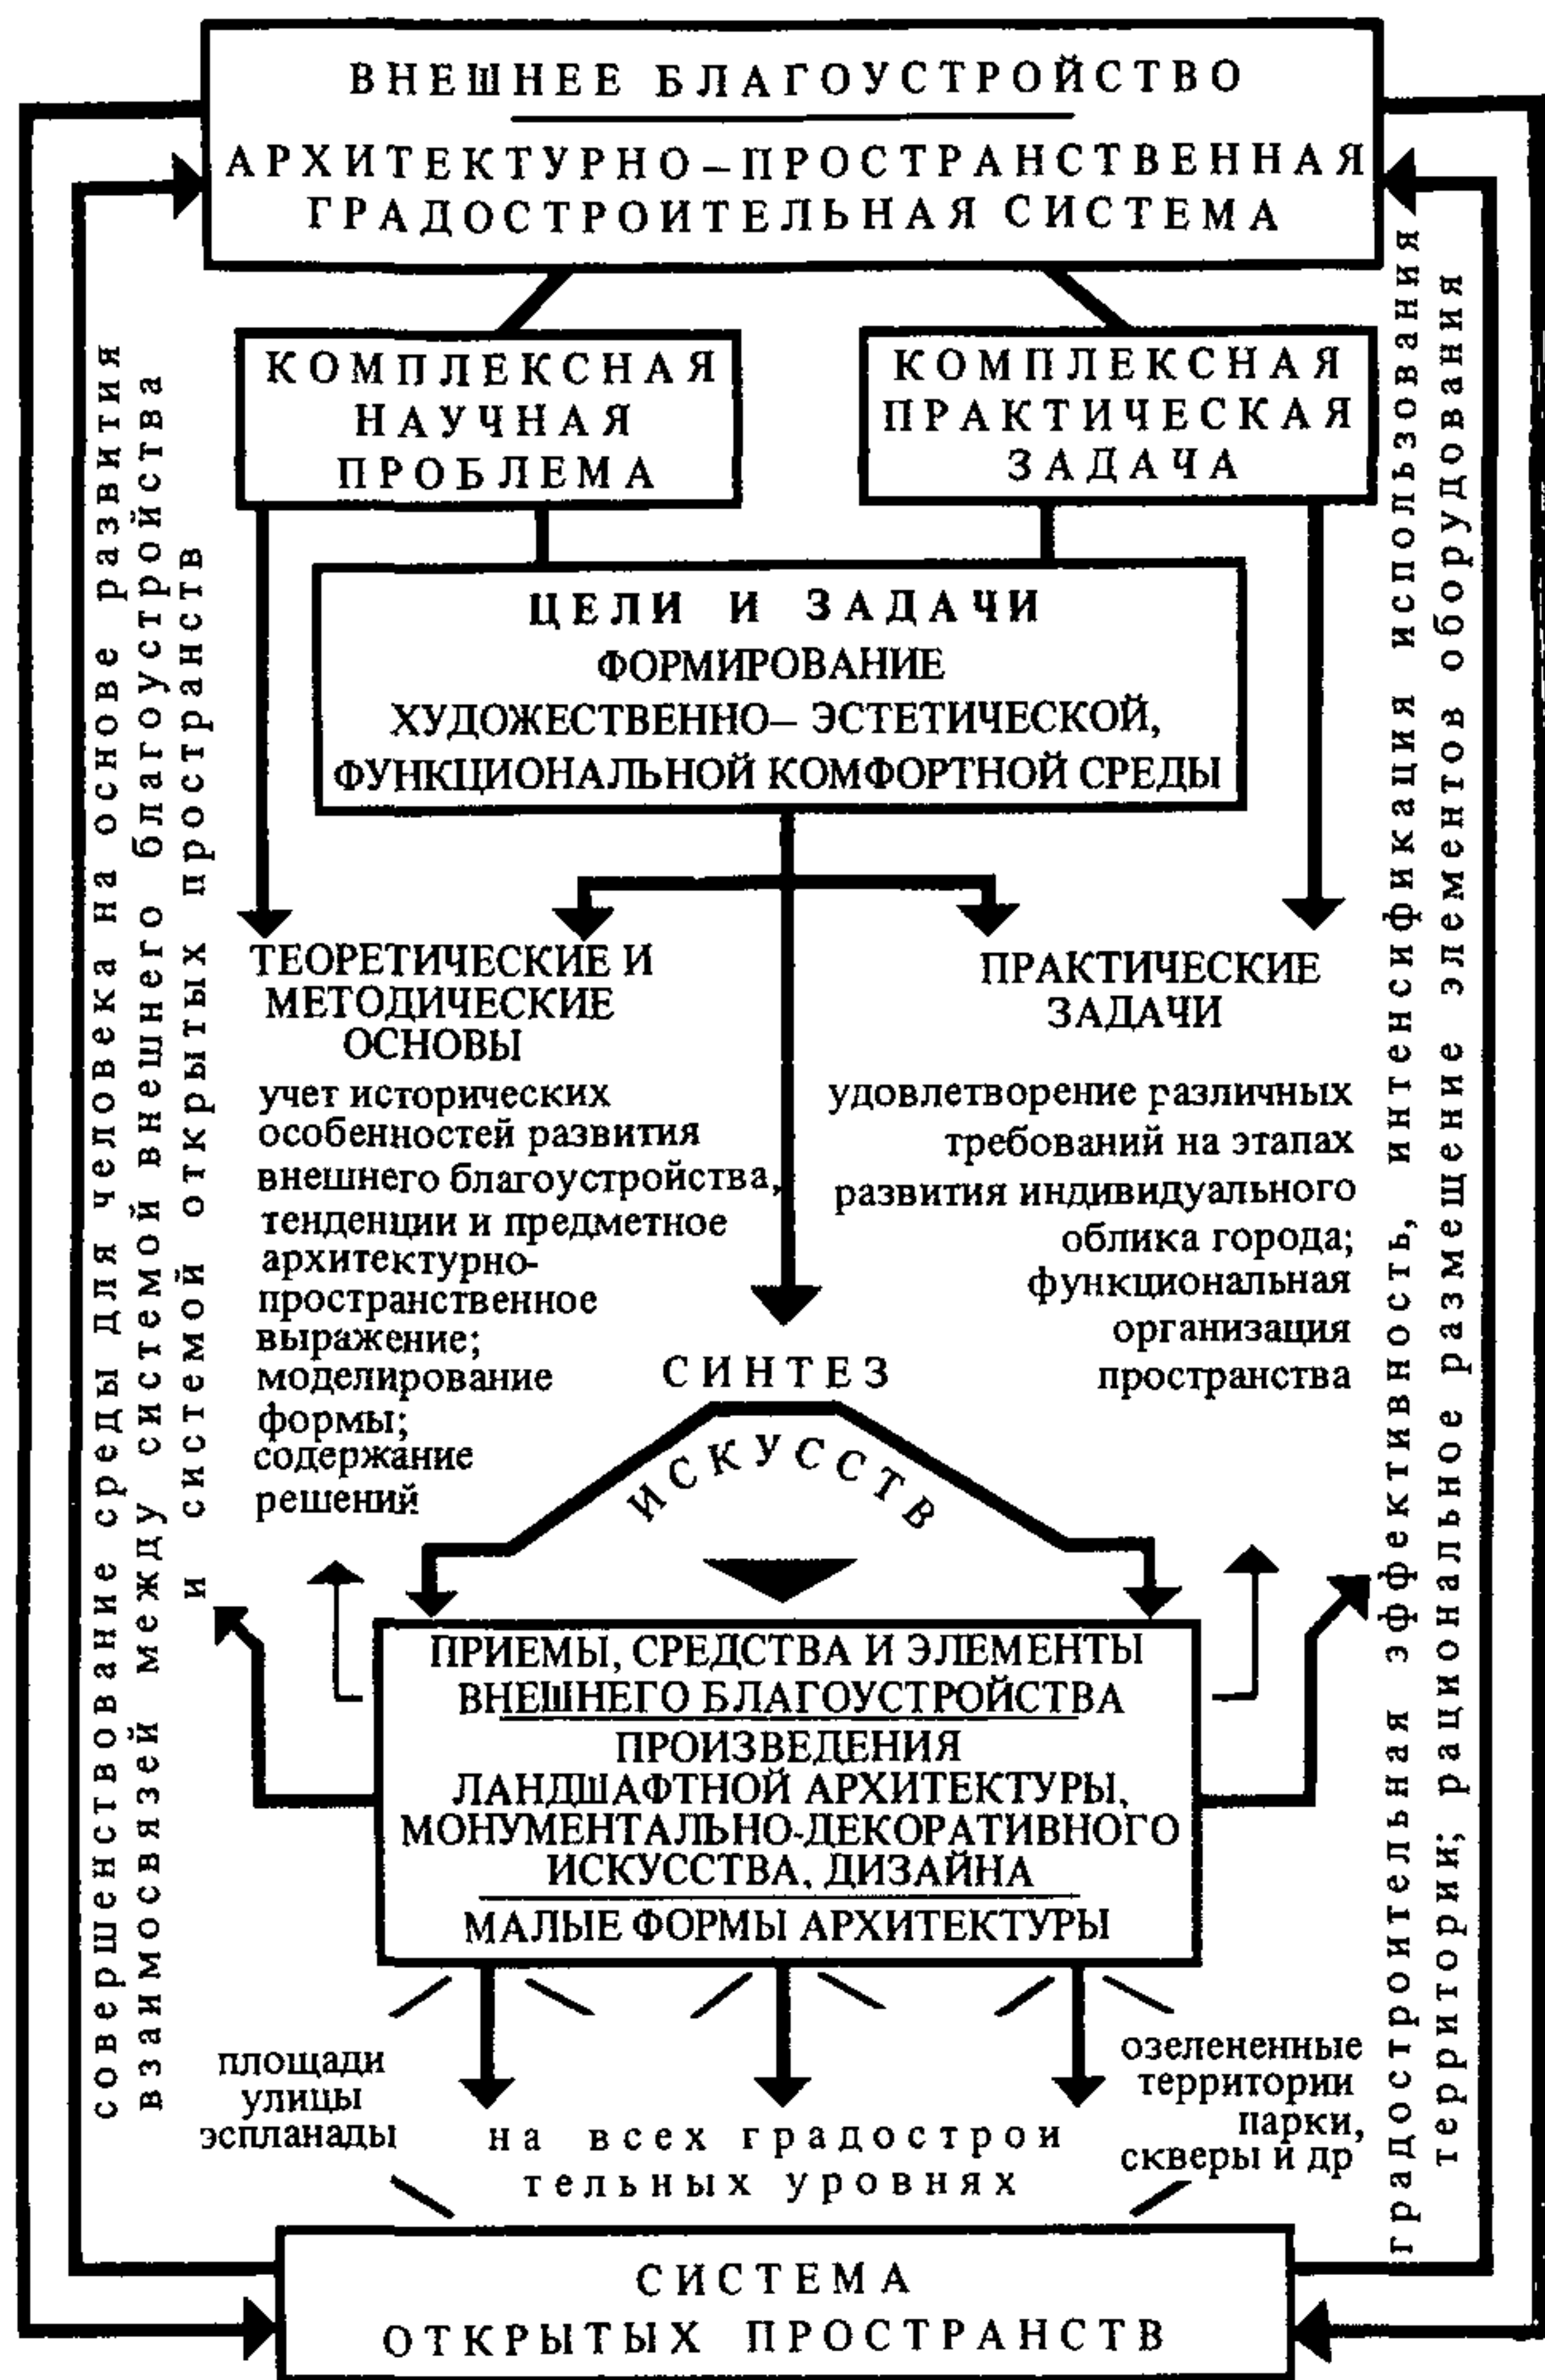 ВНЕШНЕЕ БЛАГОУСТРОЙСТВО
АРХИТЕКТУРНО-ПРОСТРАНСТВЕННАЯ
ГРАДОСТРОИТЕЛЬНАЯ СИСТЕМА
КОМПЛЕКСНАЯ
НАУЧНАЯ
ПРОБЛЕМА
КОМПЛЕКСНАЯ
ПРАКТИЧЕСКАЯ
ЗАДАЧА
ЦЕЛИ И ЗАДАЧИ
ФОРМИРОВАНИЕ
ХУДОЖЕСТВЕННО– ЭСТЕТИЧЕСКОЙ,
ФУНКЦИОНАЛЬНОЙ КОМФОРТНОЙ СРЕДЫ
ТЕОРЕТИЧЕСКИЕ И
МЕТОДИЧЕСКИЕ
ОСНОВЫ
учет исторических
особенностей развития
внешнего благоустройства,
тенденции и предметное
архитектурно-
пространственное
выражение;
моделирование
формы;
содержание
решений
ПРАКТИЧЕСКИЕ
ЗАДАЧИ
удовлетворение различных
требований на этапах
развития индивидуального
облика города;
функциональная
организация
пространства
СИНТЕЗ
ИСКУССТВ
ПРИЕМЫ, СРЕДСТВА И ЭЛЕМЕНТЫ
ВНЕШНЕГО БЛАГОУСТРОЙСТВА
ПРОИЗВЕДЕНИЯ
ЛАНДШАФТНОЙ АРХИТЕКТУРЫ,
МОНУМЕНТАЛЬНО-ДЕКОРАТИВНОГО
ИСКУССТВА, ДИЗАЙНА
МАЛЫЕ ФОРМЫ АРХИТЕКТУРЫ
площади
улицы
эспланады
на всех градострои
тельных уровнях
озелененные
территории
парки,
скверы и др
СИСТЕМА
ОТКРЫТЫХ ПРОСТРАНСТВ
совершенствование среды для человека на основе развития
взаимосвязей между системой внешнего благоустройства
и системой открытых пространств
градостроительная эффективность, интенсификация использования
территории; рациональное размещение элементов оборудования